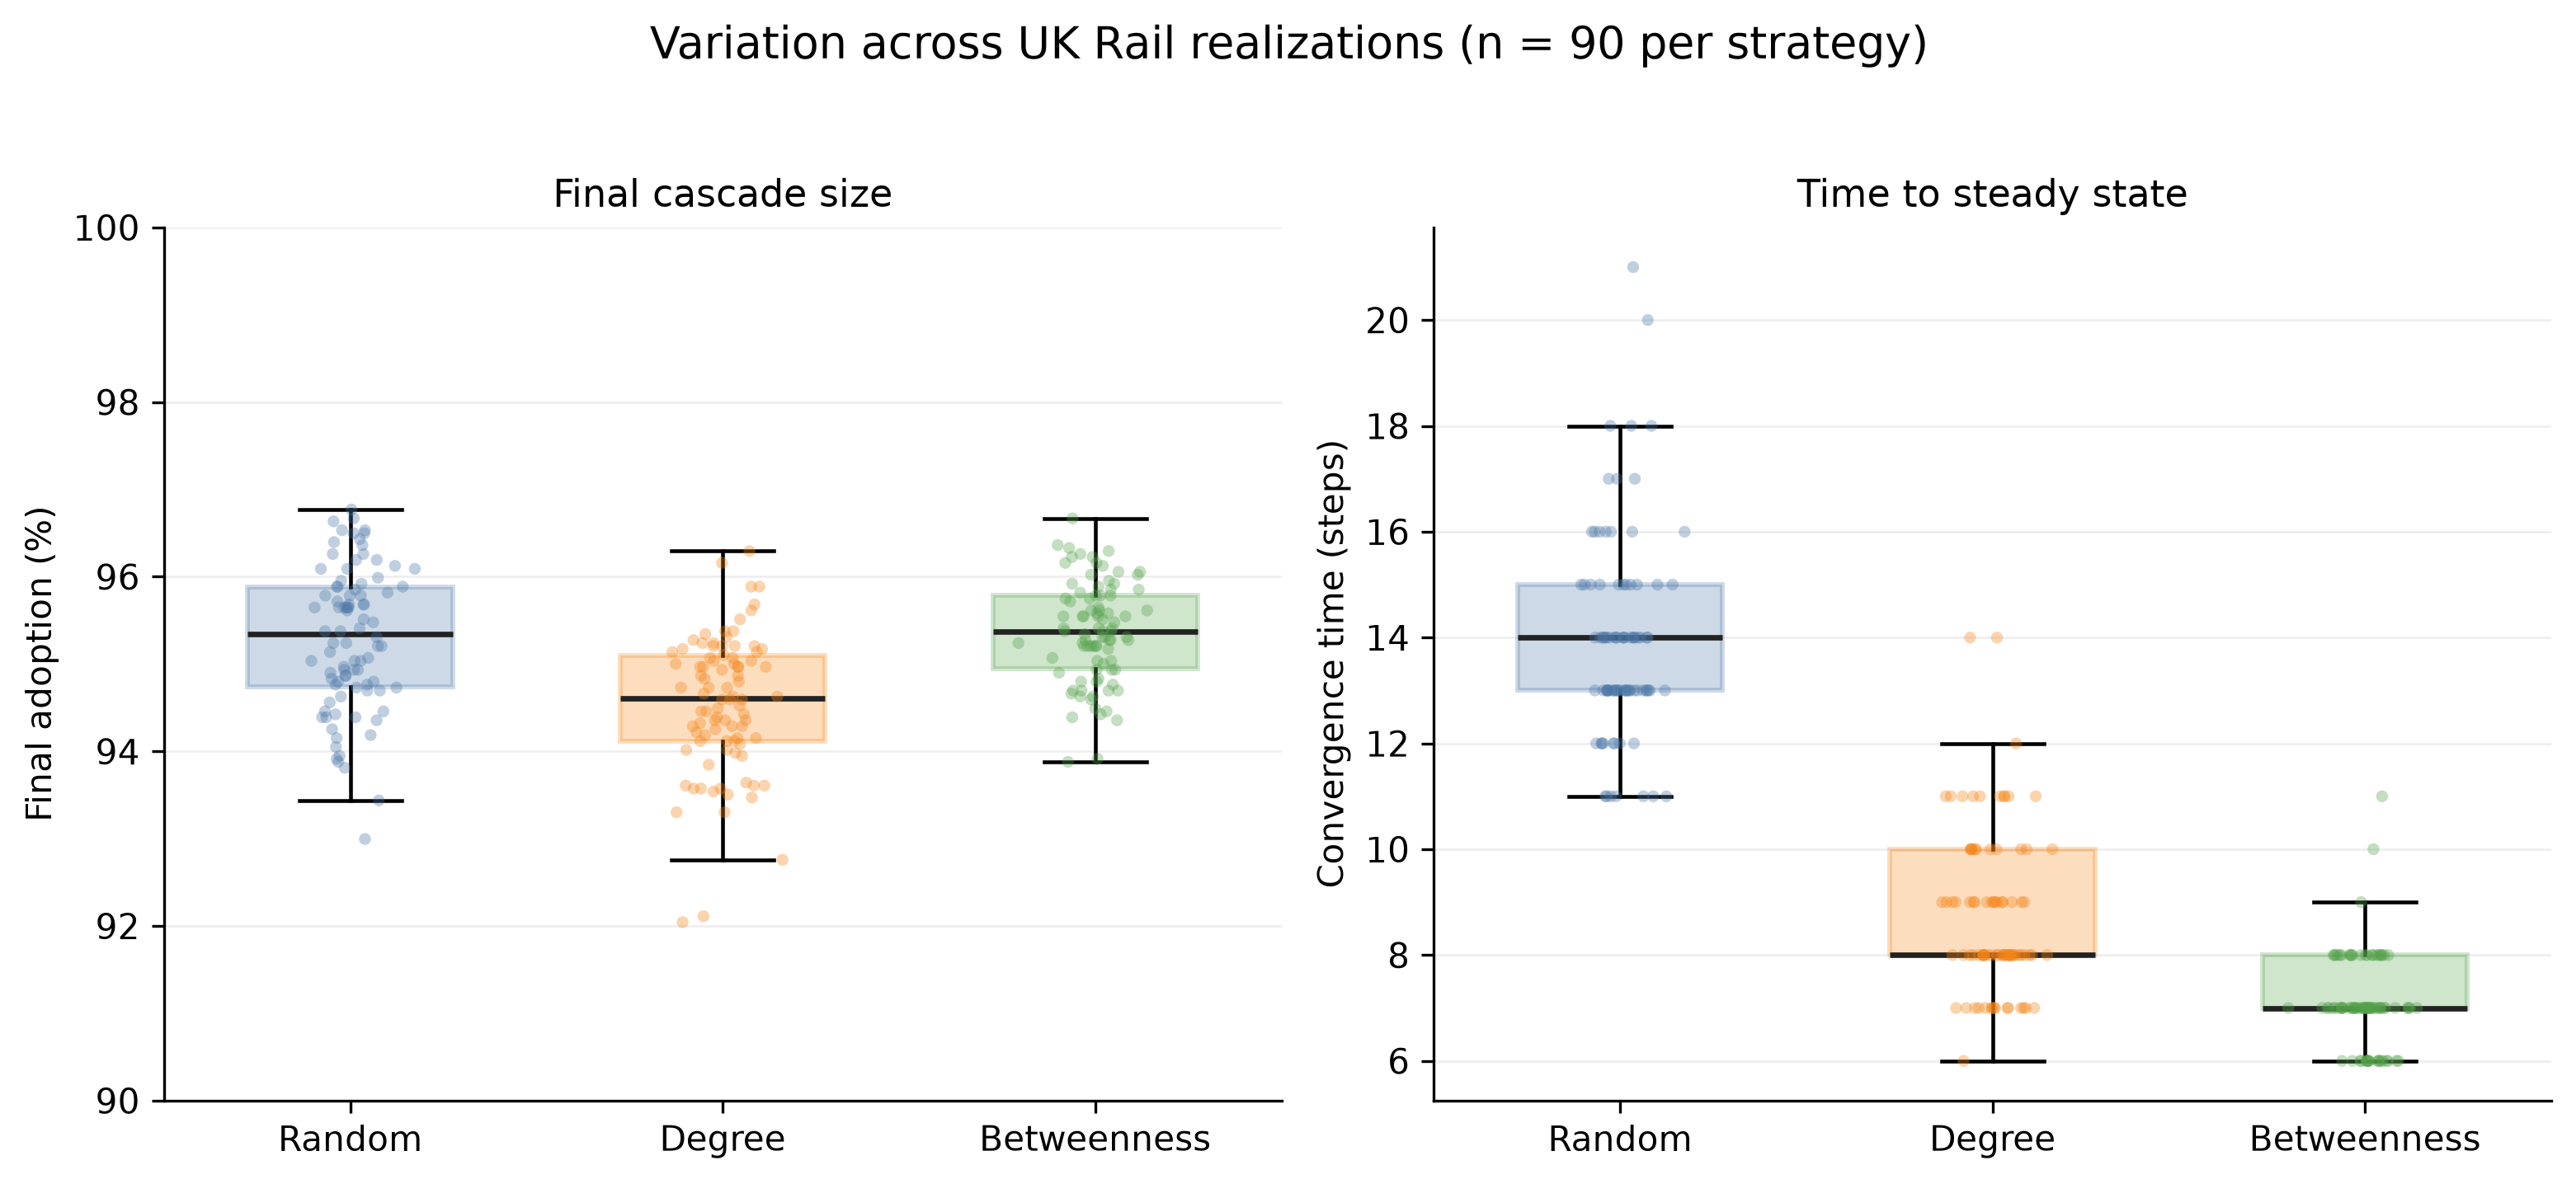 Variation across UK Rail realizations (n = 90 per strategy)
Final cascade size
Final adoption (%)
100
98
96
94
92
90
Random Degree Betweenness
Time to steady state
Convergence time (steps)
20
18
16
14
12
10
8
6
Random Degree Betweenness